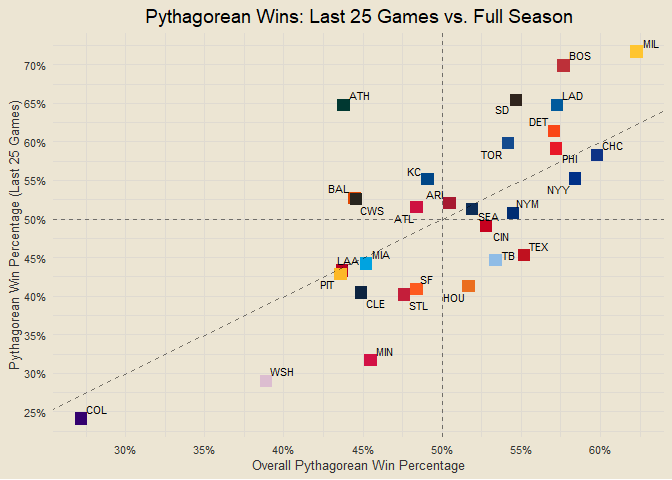 Pythagorean Wins: Last 25 Games vs. Full Season
Pythagorean Win Percentage (Last 25 Games)
70%
65%
60%
55%
50%
45%
40%
35%
30%
25%
MIL
BOS
ATH
LAD
SD
DET
TOR
PHI
CHC
KC
NYY
BAL
CWS
ARI
ATL
SEA
NYM
CIN
TB
TEX
LAA
MIA
PIT
CLE
SF
STL
HOU
MIN
WSH
COL
30%
35%
40%
45%
50%
55%
60%
Overall Pythagorean Win Percentage